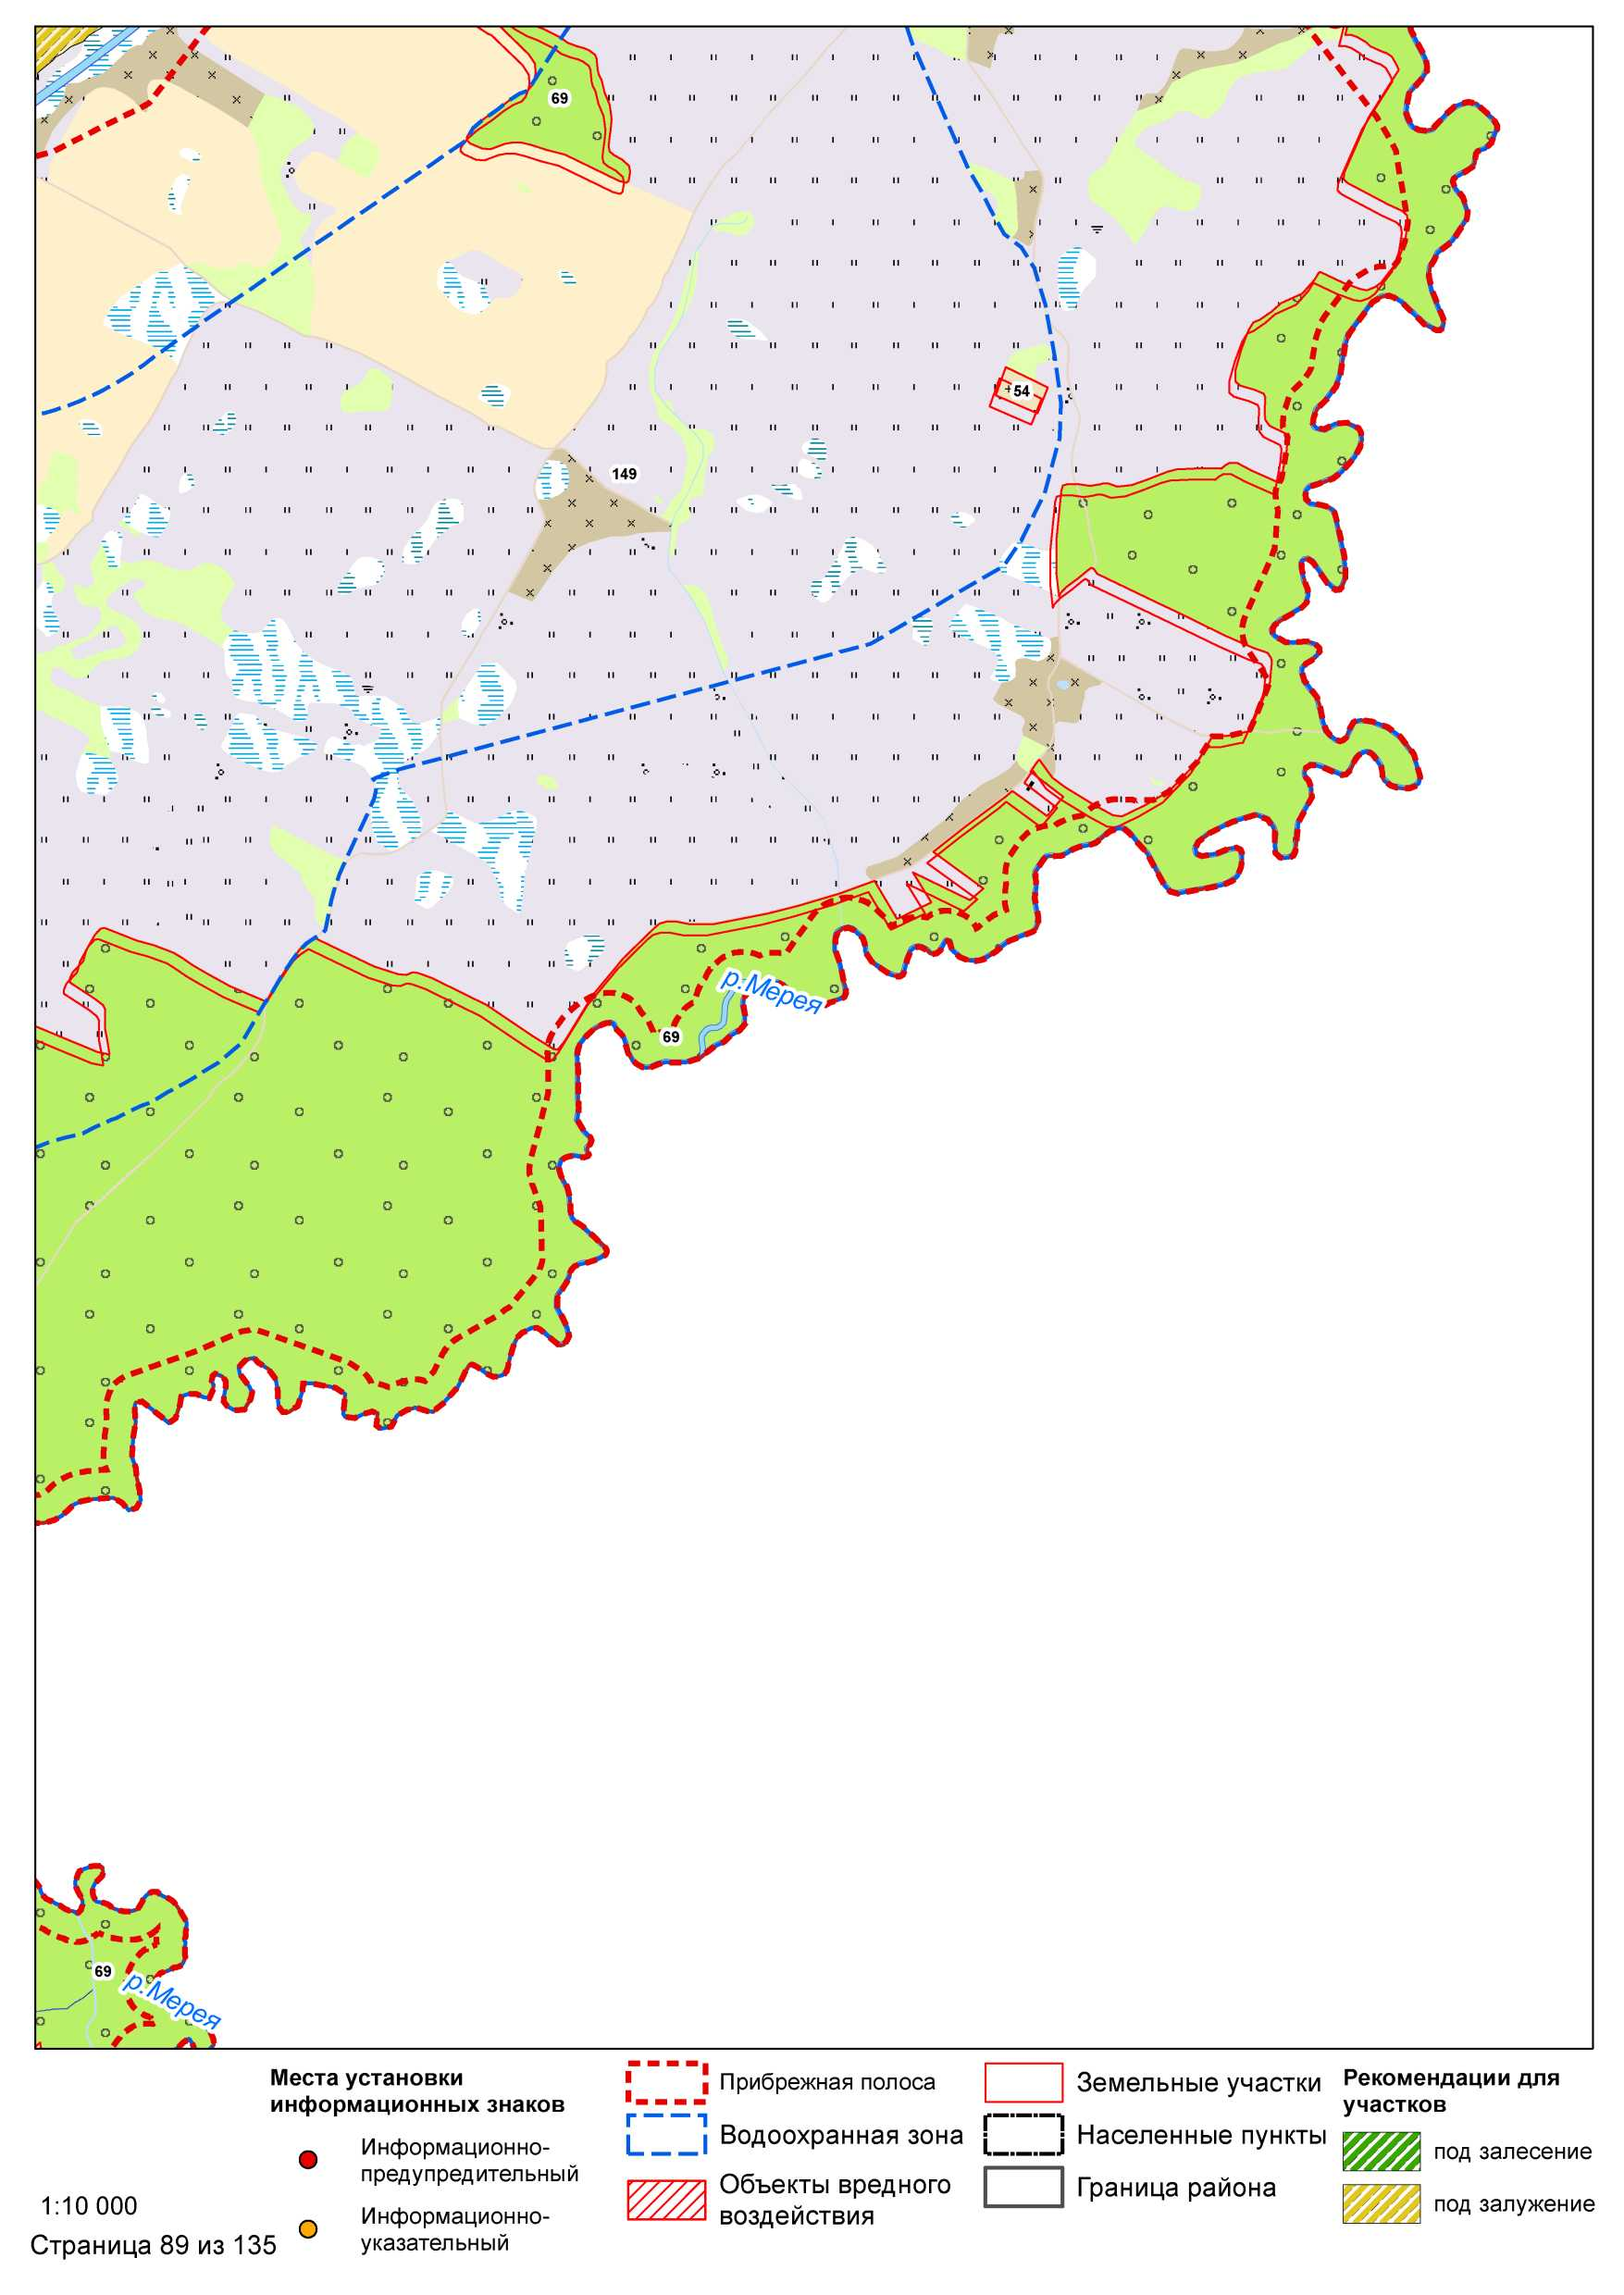 69
54
149
р.Мерея
69
69
р.Мерея
Места установки
информационных знаков
Информационно-
предупредительный
Информационно-
указательный
Прибрежная полоса
Водоохранная зона
Объекты вредного
воздействия
Земельные участки
Населенные пункты
Граница района
Рекомендации для
участков
под залесение
под залужение
1:10 000
Страница 89 из 135